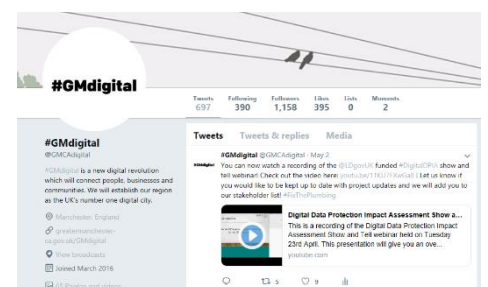 #GMdigital
Tweets Following Followers Likes Lists Moments
697 390 1,158 395 0 2
#GMdigital
@GMCAdigital
#GMdigital is a new digital revolution
which will connect people, businesses and
communities. We will establish our region
as the UK's number one digital city.
Manchester, England
greatermanchester-
ca.gov.uk/GMdigital
View broadcasts
Joined March 2016
Photos and videos
Tweets Tweets & replies Media
#GMdigital @GMCAdigital · May 2
You can now watch a recording of the @LDgovUK funded #DigitalDPIA show and
tell webinar! Check out the video here: Let us know if
you would like to be kept up to date with project updates and we will add you to
our stakeholder list! #FixThePlumbing
Digital Data Protection Impact Assessment Show a...
This is a recording of the Digital Data Protection Impact
Assessment Show and Tell webinar held on Tuesday
23rd April. This presentation will give you an ove...
youtube.com
5 9